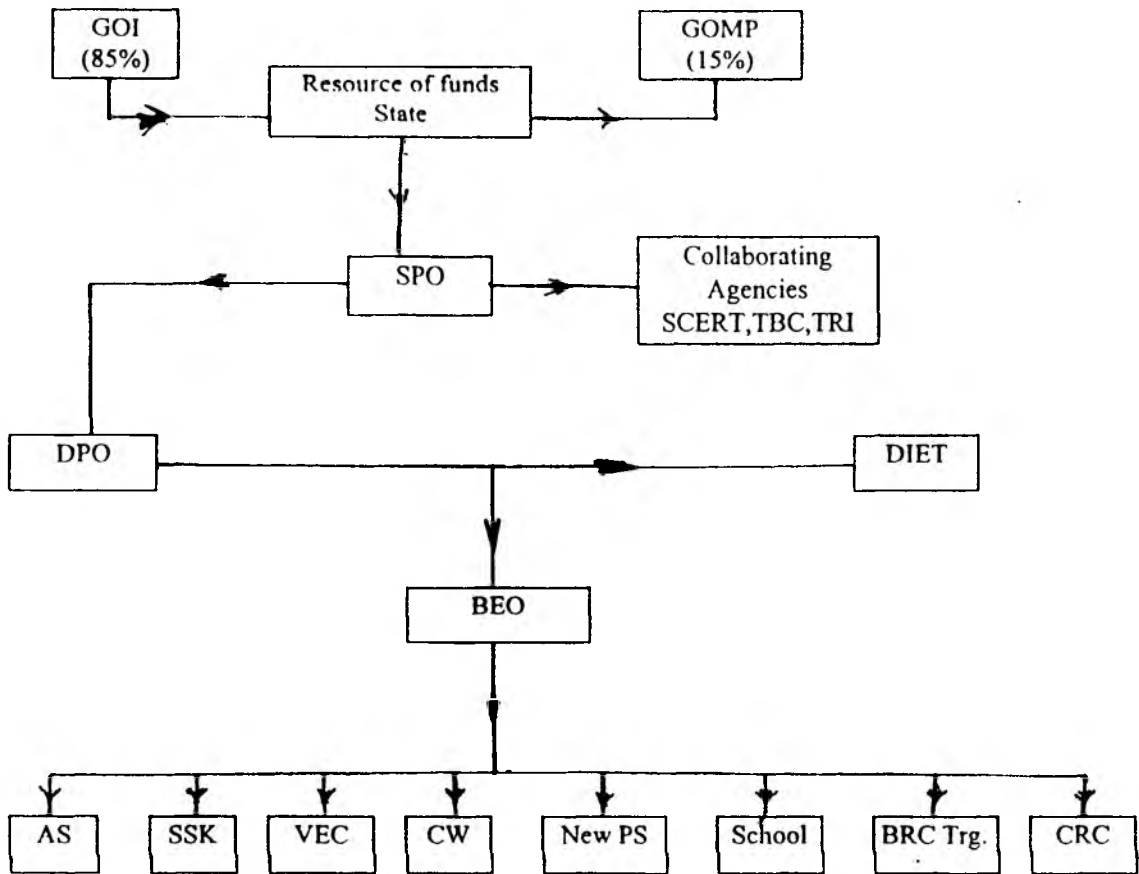 GOI
(85%)
GOMP
(15%)
Resource of funds
State
SPO
Collaborating
Agencies
SCERT,TBC,TRI
DPO
DIET
BEO
AS
SSK
VEC
CW
New PS
School
BRC Trg.
CRC